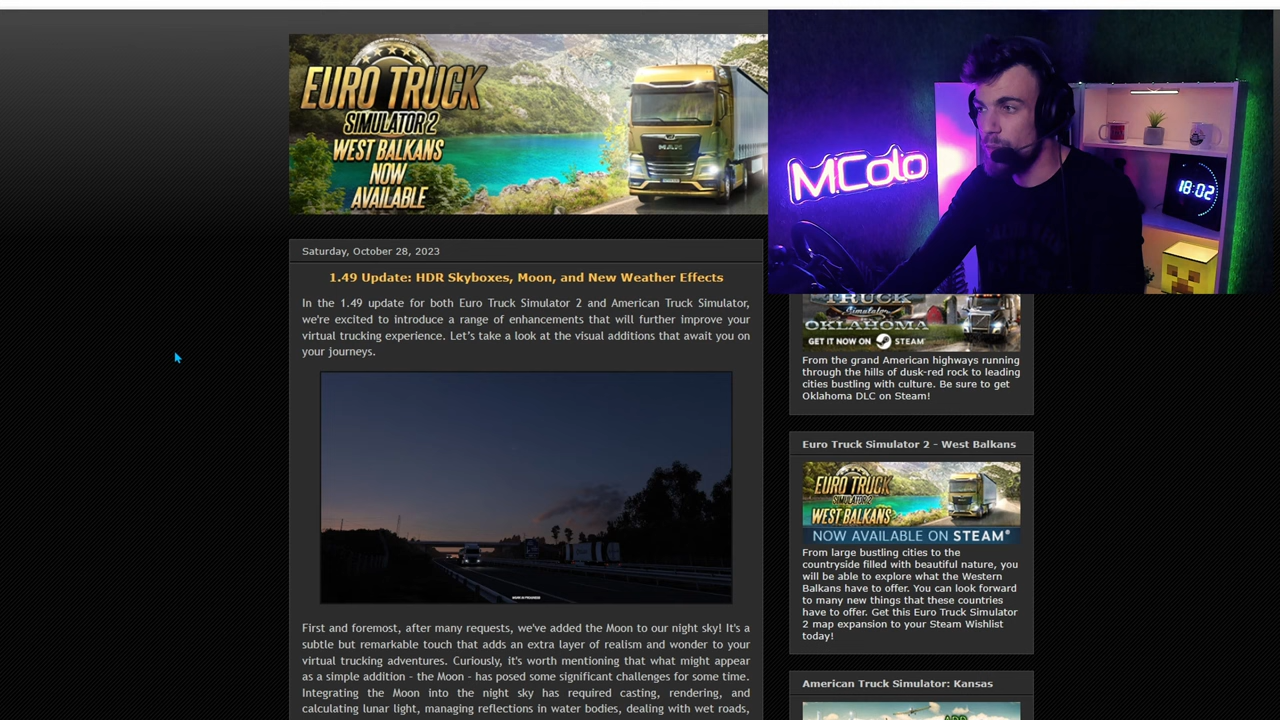 EURO TRUCK
SIMULATOR 2
WEST BALKANS
NOW
AVAILABLE
MAN
M.Colo
18:02
Saturday, October 28, 2023
1.49 Update: HDR Skyboxes, Moon, and New Weather Effects
In the 1.49 update for both Euro Truck Simulator 2 and American Truck Simulator,
we're excited to introduce a range of enhancements that will further improve your
virtual trucking experience. Let's take a look at the visual additions that await you on
your journeys.
WORK IN PROGRESS
First and foremost, after many requests, we've added the Moon to our night sky! It's a
subtle but remarkable touch that adds an extra layer of realism and wonder to your
virtual trucking adventures. Curiously, it's worth mentioning that what might appear
as a simple addition - the Moon - has posed some significant challenges for some time.
Integrating the Moon into the night sky has required casting, rendering, and
calculating lunar light, managing reflections in water bodies, dealing with wet roads,
TRUCK
Simulator
OKLAHOMA
GET IT NOW ON STEAM
From the grand American highways running
through the hills of dusk-red rock to leading
cities bustling with culture. Be sure to get
Oklahoma DLC on Steam!
Euro Truck Simulator 2 - West Balkans
EURO TRUCK
SIMULATOR 2
WEST BALKANS
NOW AVAILABLE ON STEAM
From large bustling cities to the
countryside filled with beautiful nature, you
will be able to explore what the Western
Balkans have to offer. You can look forward
to many new things that these countries
have to offer. Get this Euro Truck Simulator
2 map expansion to your Steam Wishlist
today!
American Truck Simulator: Kansas
ADD